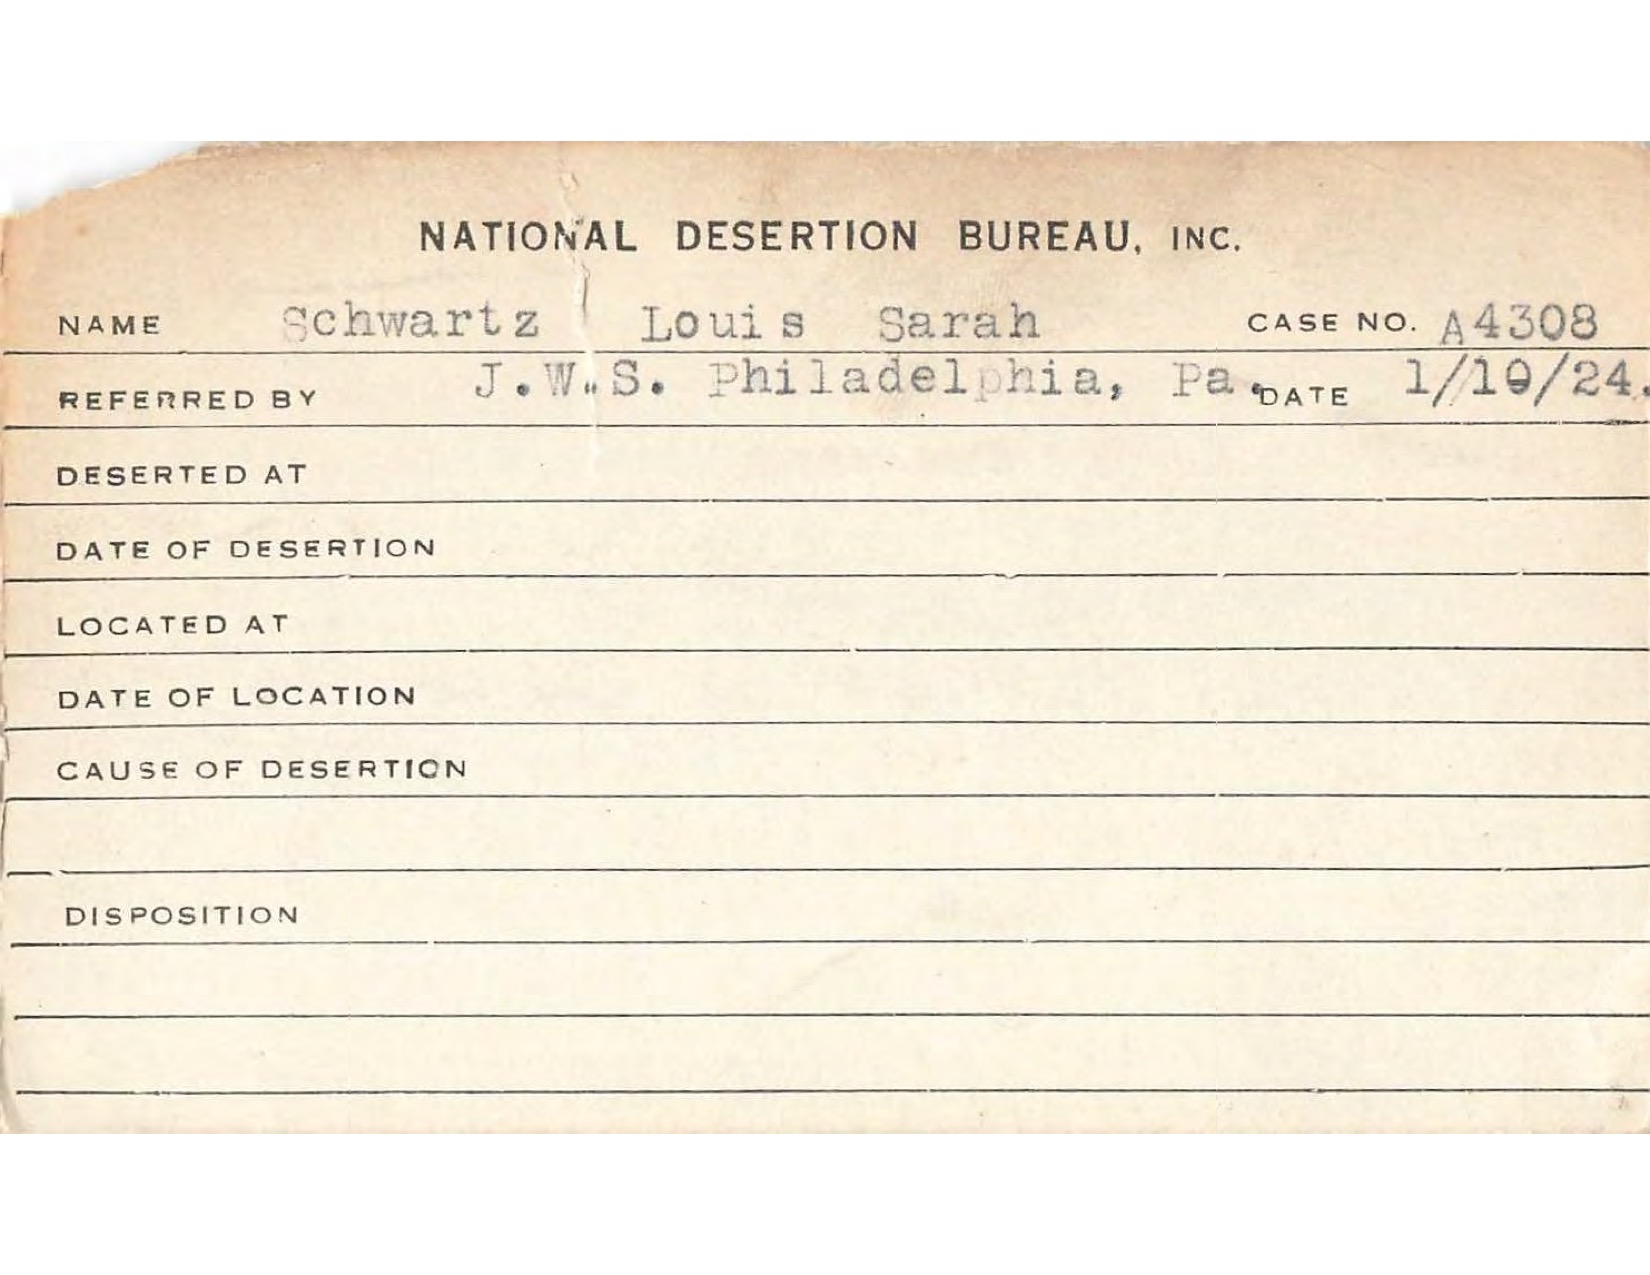 NATIONAL DESERTION BUREAU, INC.
NAME Schwartz Louis Sarah CASE NO. A4308
REFERRED BY J.W.S. Philadelphia, Pa. DATE 1/10/24.
DESERTED AT
DATE OF DESERTION
LOCATED AT
DATE OF LOCATION
CAUSE OF DESERTION
DISPOSITION